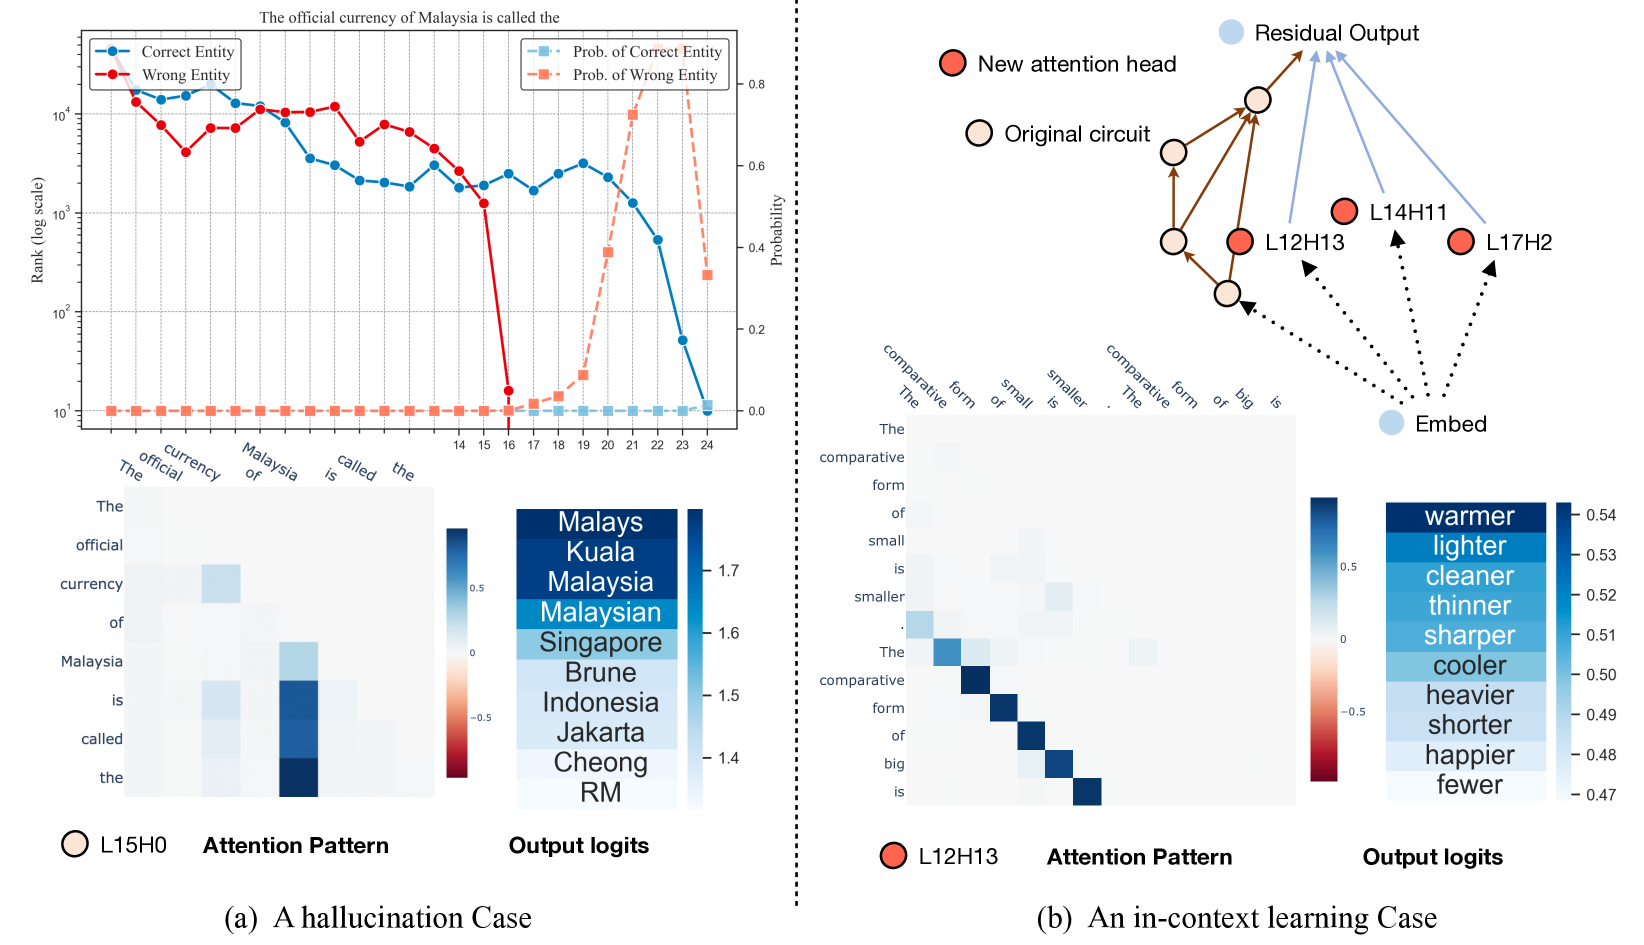 The official currency of Malaysia is called the
Correct Entity
Wrong Entity
Prob. of Correct Entity
Prob. of Wrong Entity
Rank (log scale)
10^4
10^3
10^2
10^1
Probability
0.8
0.6
0.4
0.2
0.0
14 15 16 17 18 19 20 21 22 23 24
The official currency of Malaysia is called the
The
official
currency
of
Malaysia
is
called
the
0.5
0
−0.5
Malays
Kuala
Malaysia
Malaysian
Singapore
Brune
Indonesia
Jakarta
Cheong
RM
1.7
1.6
1.5
1.4
L15H0
Attention Pattern
Output logits
(a) A hallucination Case
Residual Output
New attention head
Original circuit
L14H11
L12H13
L17H2
Embed
The comparative form of small is smaller . The comparative form of big is
The
comparative
form
of
small
is
smaller
.
The
comparative
form
of
big
is
0.5
0
−0.5
warmer
lighter
cleaner
thinner
sharper
cooler
heavier
shorter
happier
fewer
0.54
0.53
0.52
0.51
0.50
0.49
0.48
0.47
L12H13
Attention Pattern
Output logits
(b) An in-context learning Case